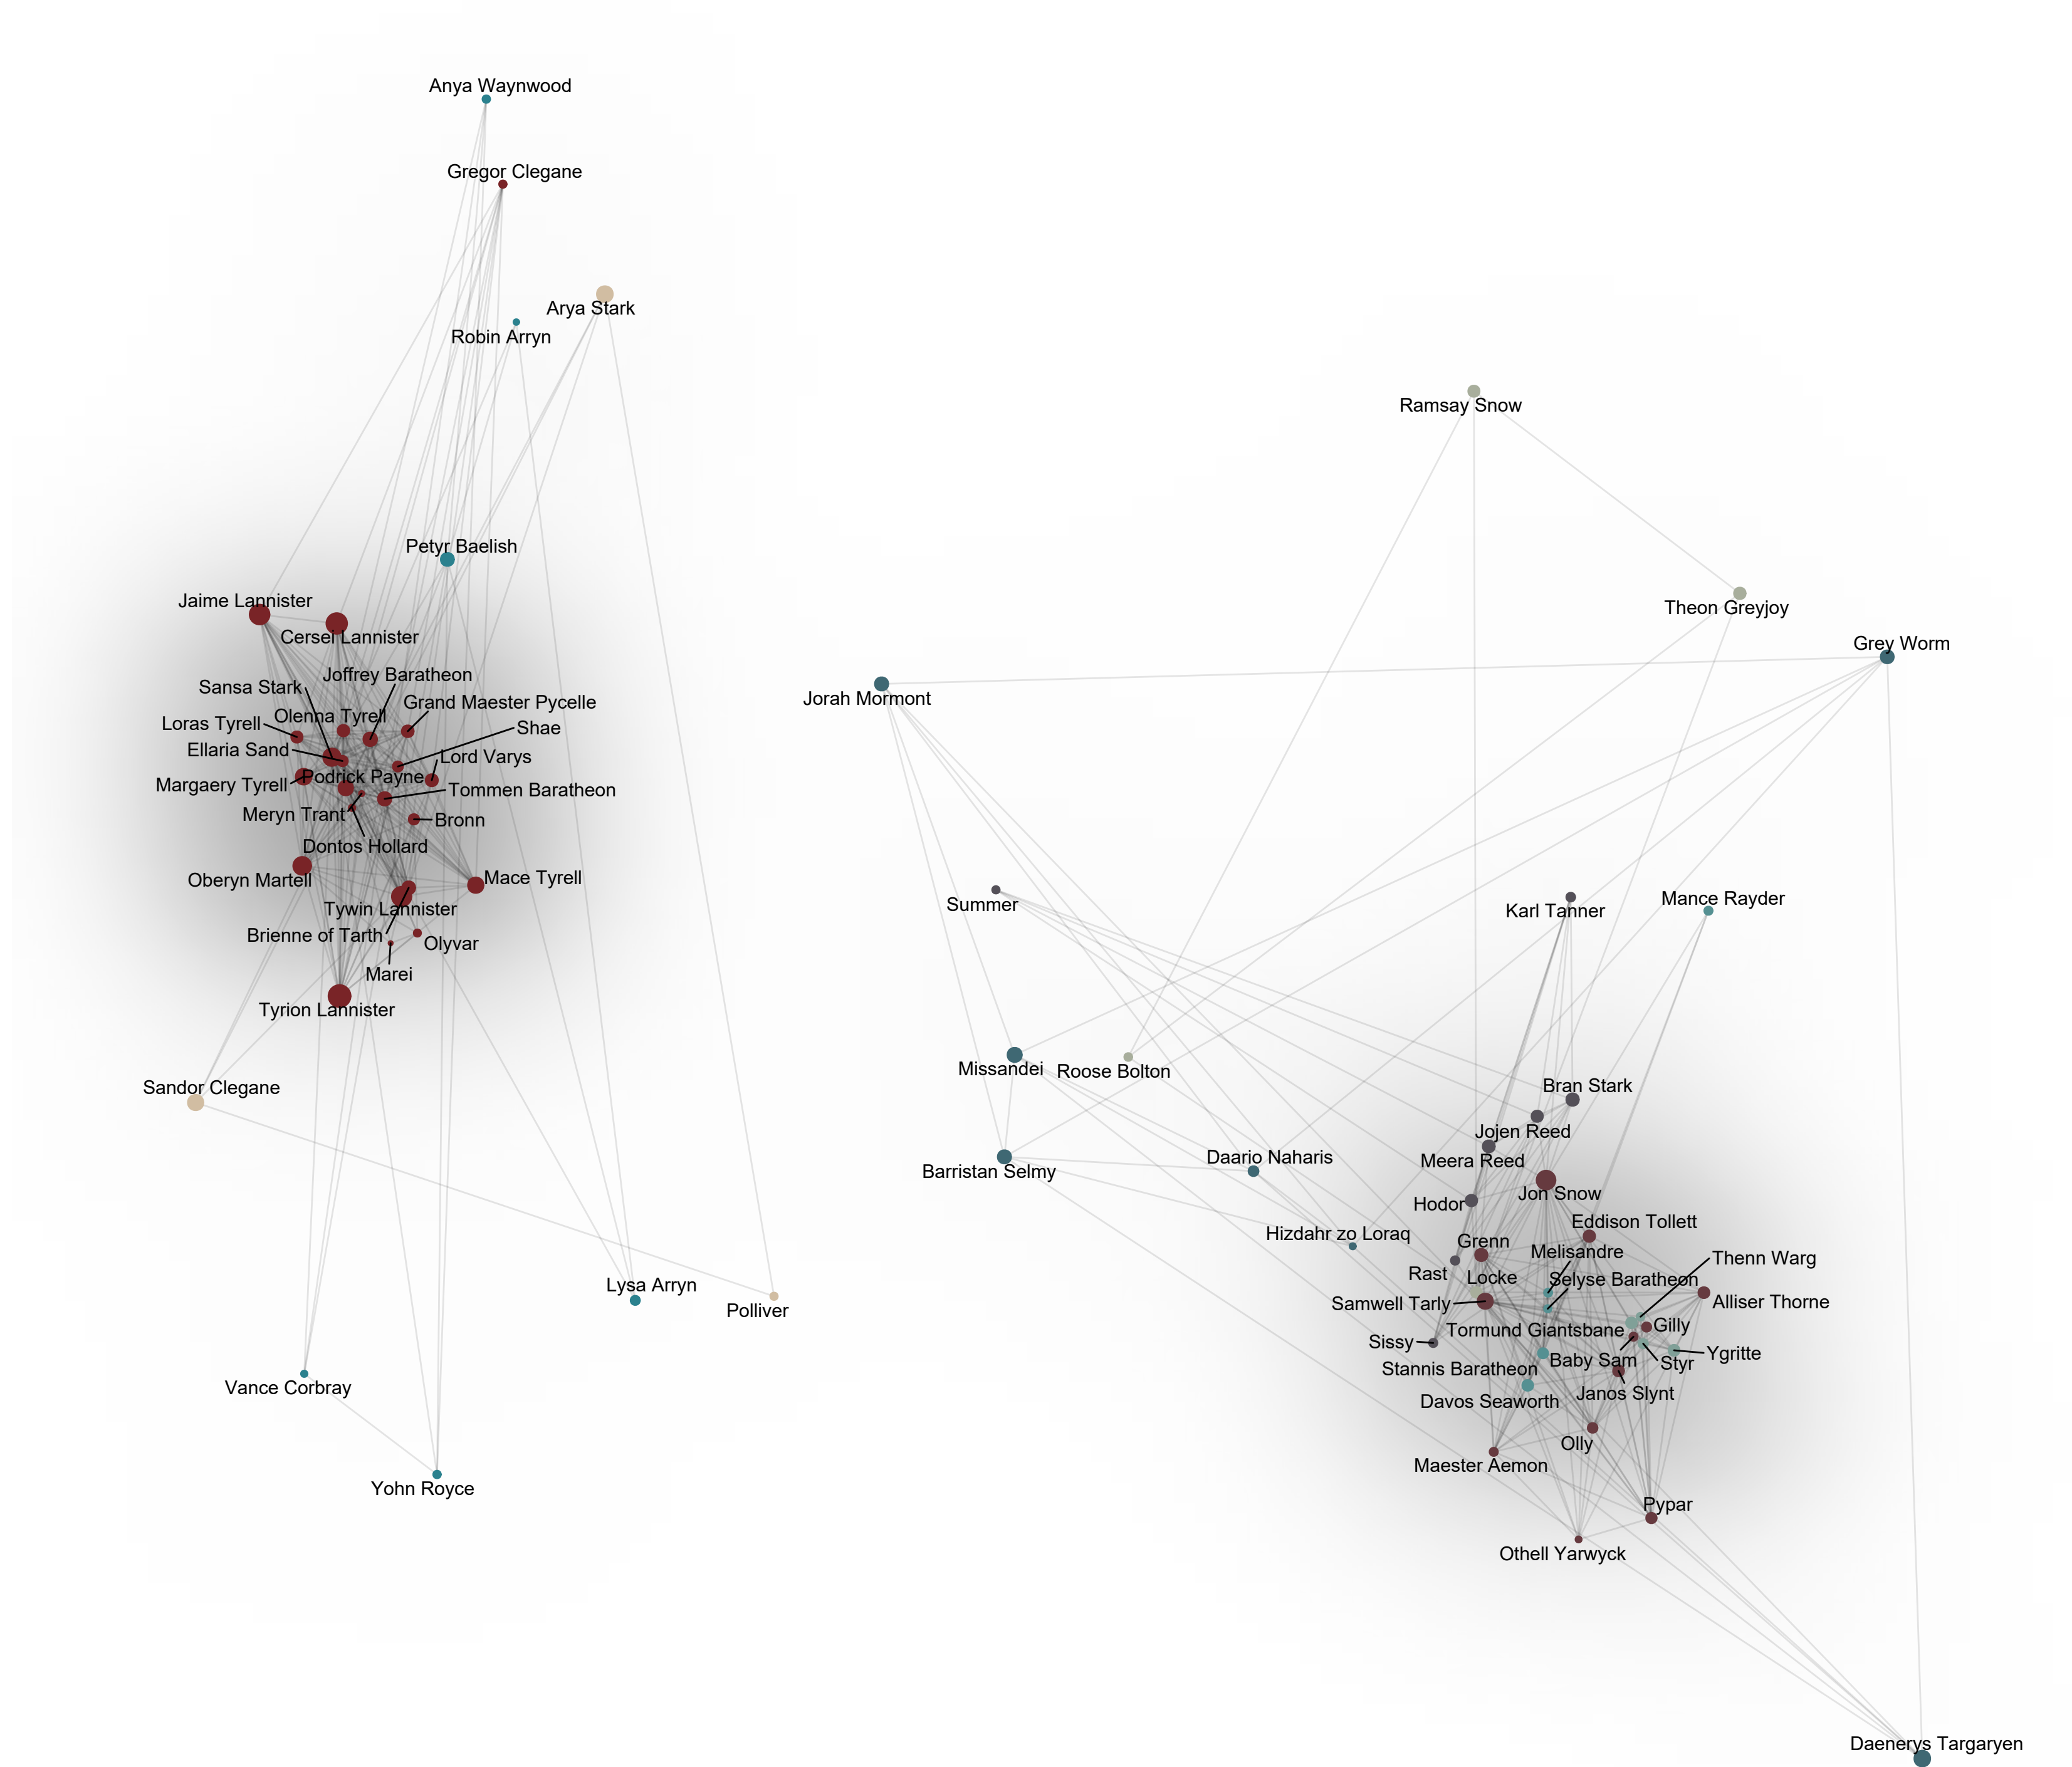 Anya Waynwood
Gregor Clegane
Arya Stark
Robin Arryn
Ramsay Snow
Petyr Baelish
Jaime Lannister
Cersei Lannister
Theon Greyjoy
Grey Worm
Joffrey Baratheon
Sansa Stark
Jorah Mormont
Grand Maester Pycelle
Olenna Tyrell
Loras Tyrell
Shae
Ellaria Sand
Lord Varys
Podrick Payne
Margaery Tyrell
Tommen Baratheon
Meryn Trant
Bronn
Dontos Hollard
Oberyn Martell
Mace Tyrell
Summer
Karl Tanner
Mance Rayder
Tywin Lannister
Brienne of Tarth
Olyvar
Marei
Tyrion Lannister
Missandei
Roose Bolton
Sandor Clegane
Bran Stark
Jojen Reed
Daario Naharis
Meera Reed
Barristan Selmy
Jon Snow
Hodor
Eddison Tollett
Hizdahr zo Loraq
Grenn
Melisandre
Thenn Warg
Rast
Locke
Selyse Baratheon
Lysa Arryn
Polliver
Samwell Tarly
Alliser Thorne
Tormund Giantsbane
Gilly
Sissy
Ygritte
Baby Sam
Styr
Stannis Baratheon
Vance Corbray
Janos Slynt
Davos Seaworth
Olly
Maester Aemon
Yohn Royce
Pypar
Othell Yarwyck
Daenerys Targaryen